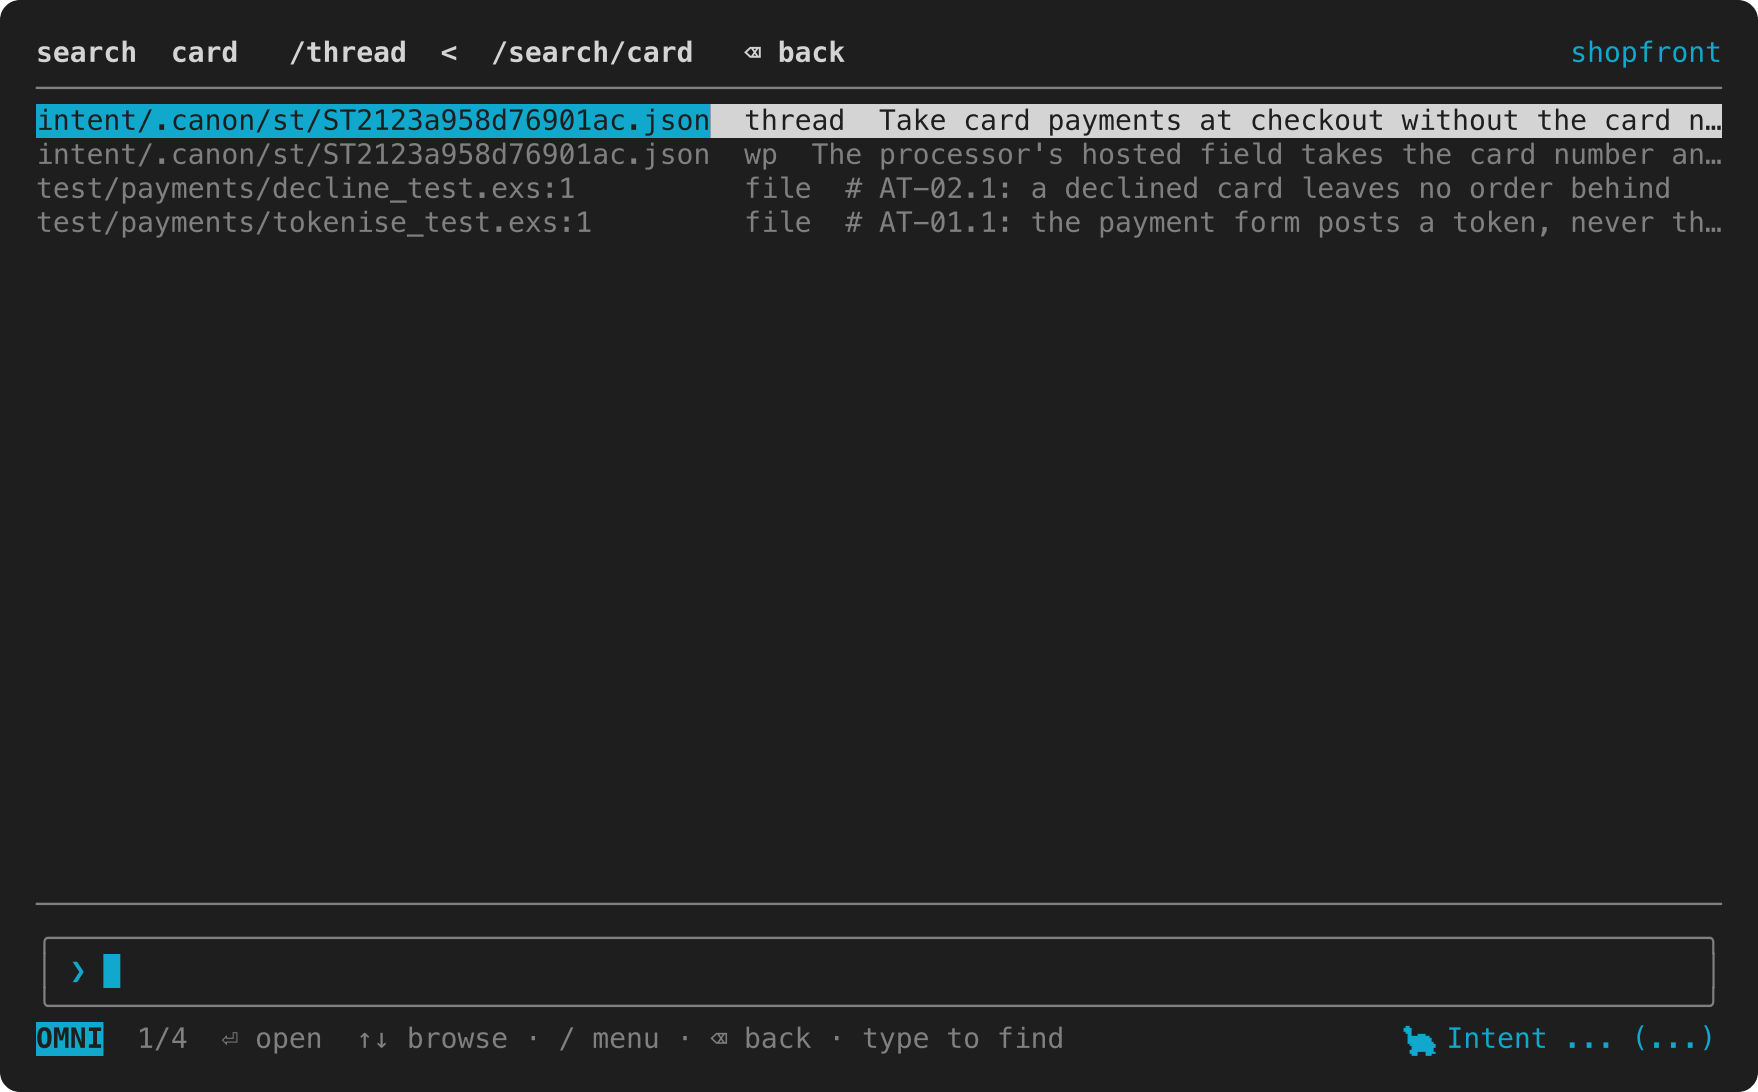 search  card   /thread  <  /search/card   ⌫ back   shopfront
intent/.canon/st/ST2123a958d76901ac.json  thread  Take card payments at checkout without the card n…
intent/.canon/st/ST2123a958d76901ac.json  wp  The processor's hosted field takes the card number an…
test/payments/decline_test.exs:1  file  # AT-02.1: a declined card leaves no order behind
test/payments/tokenise_test.exs:1  file  # AT-01.1: the payment form posts a token, never th…
❯
OMNI  1/4  ⏎ open  ↑↓ browse · / menu · ⌫ back · type to find   Intent ... (...)